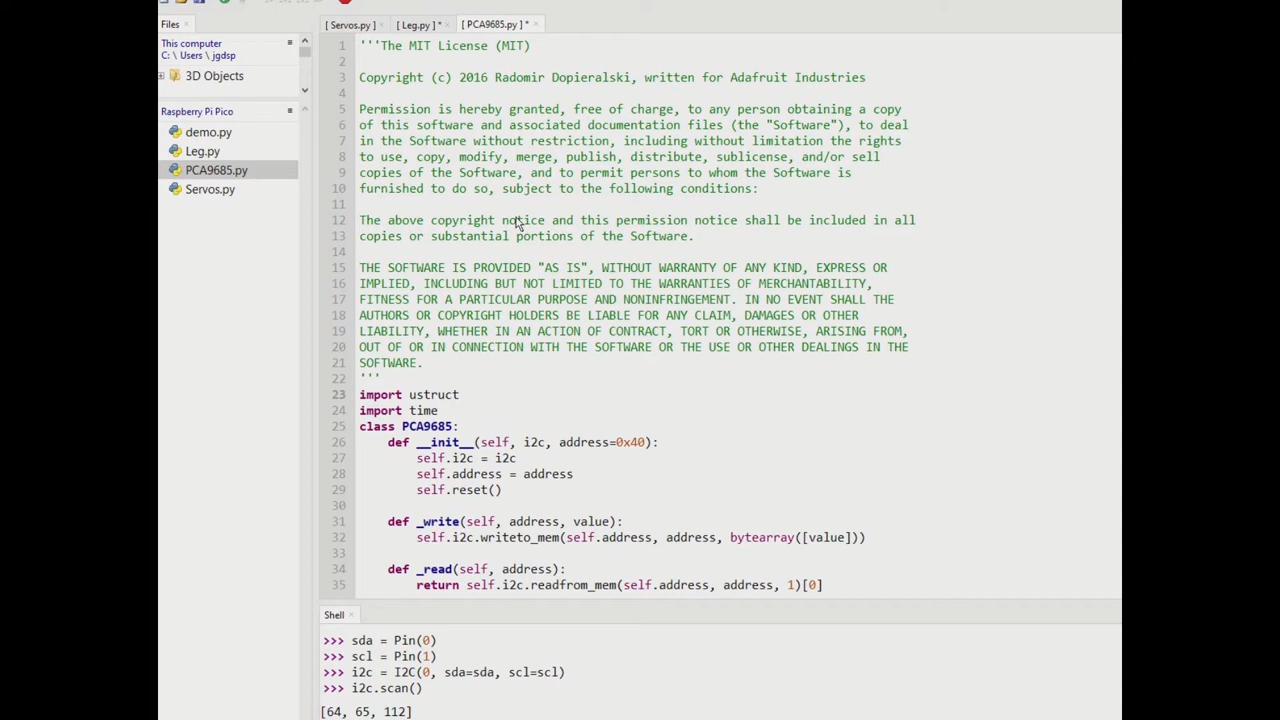 Files
[ Servos.py ]
[ Leg.py ] *
[ PCA9685.py ] *
This computer
C: \ Users \ jgdsp
3D Objects
Raspberry Pi Pico
demo.py
Leg.py
PCA9685.py
Servos.py
1 '''The MIT License (MIT)
2
3 Copyright (c) 2016 Radomir Dopieralski, written for Adafruit Industries
4
5 Permission is hereby granted, free of charge, to any person obtaining a copy
6 of this software and associated documentation files (the "Software"), to deal
7 in the Software without restriction, including without limitation the rights
8 to use, copy, modify, merge, publish, distribute, sublicense, and/or sell
9 copies of the Software, and to permit persons to whom the Software is
10 furnished to do so, subject to the following conditions:
11
12 The above copyright notice and this permission notice shall be included in all
13 copies or substantial portions of the Software.
14
15 THE SOFTWARE IS PROVIDED "AS IS", WITHOUT WARRANTY OF ANY KIND, EXPRESS OR
16 IMPLIED, INCLUDING BUT NOT LIMITED TO THE WARRANTIES OF MERCHANTABILITY,
17 FITNESS FOR A PARTICULAR PURPOSE AND NONINFRINGEMENT. IN NO EVENT SHALL THE
18 AUTHORS OR COPYRIGHT HOLDERS BE LIABLE FOR ANY CLAIM, DAMAGES OR OTHER
19 LIABILITY, WHETHER IN AN ACTION OF CONTRACT, TORT OR OTHERWISE, ARISING FROM,
20 OUT OF OR IN CONNECTION WITH THE SOFTWARE OR THE USE OR OTHER DEALINGS IN THE
21 SOFTWARE.
22 '''
23 import ustruct
24 import time
25 class PCA9685:
26     def __init__(self, i2c, address=0x40):
27         self.i2c = i2c
28         self.address = address
29         self.reset()
30
31     def _write(self, address, value):
32         self.i2c.writeto_mem(self.address, address, bytearray([value]))
33
34     def _read(self, address):
35         return self.i2c.readfrom_mem(self.address, address, 1)[0]
Shell
>>> sda = Pin(0)
>>> scl = Pin(1)
>>> i2c = I2C(0, sda=sda, scl=scl)
>>> i2c.scan()
[64, 65, 112]